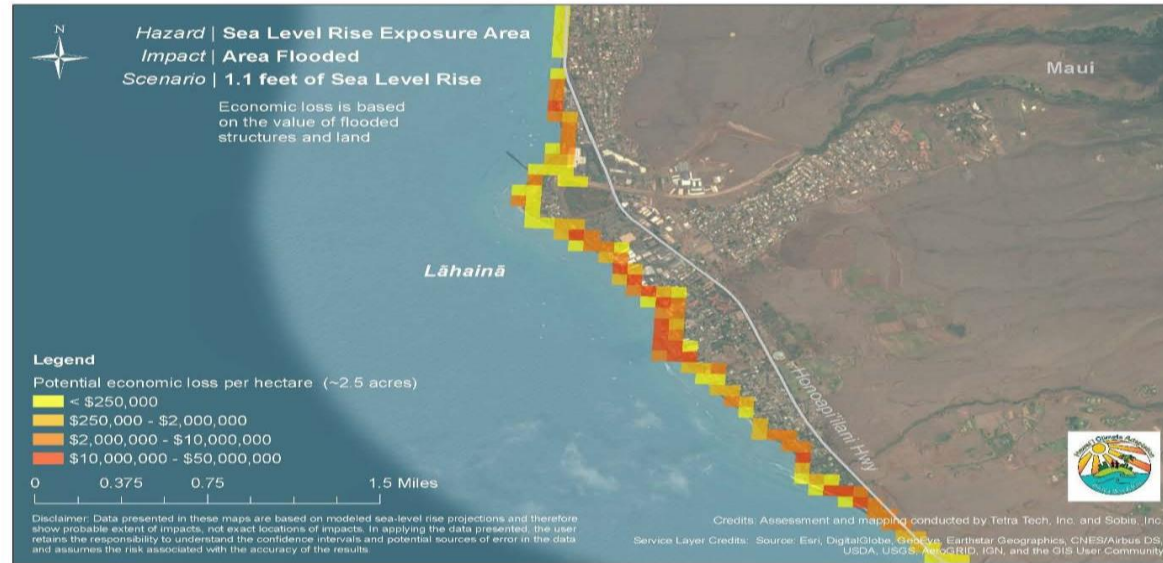 N
Hazard | Sea Level Rise Exposure Area
Impact | Area Flooded
Scenario | 1.1 feet of Sea Level Rise
Economic loss is based
on the value of flooded
structures and land
Maui
Lāhainā
Honoapi'ilani Hwy
Legend
Potential economic loss per hectare (~2.5 acres)
< $250,000
$250,000 - $2,000,000
$2,000,000 - $10,000,000
$10,000,000 - $50,000,000
0 0.375 0.75 1.5 Miles
Disclaimer: Data presented in these maps are based on modeled sea-level rise projections and therefore
show probable extent of impacts, not exact locations of impacts. In applying the data presented, the user
retains the responsibility to understand the confidence intervals and potential sources of error in the data
and assumes the risk associated with the accuracy of the results.
Credits: Assessment and mapping conducted by Tetra Tech, Inc. and Sobis, Inc.
Service Layer Credits: Source: Esri, DigitalGlobe, GeoEye, Earthstar Geographics, CNES/Airbus DS,
USDA, USGS, AeroGRID, IGN, and the GIS User Community